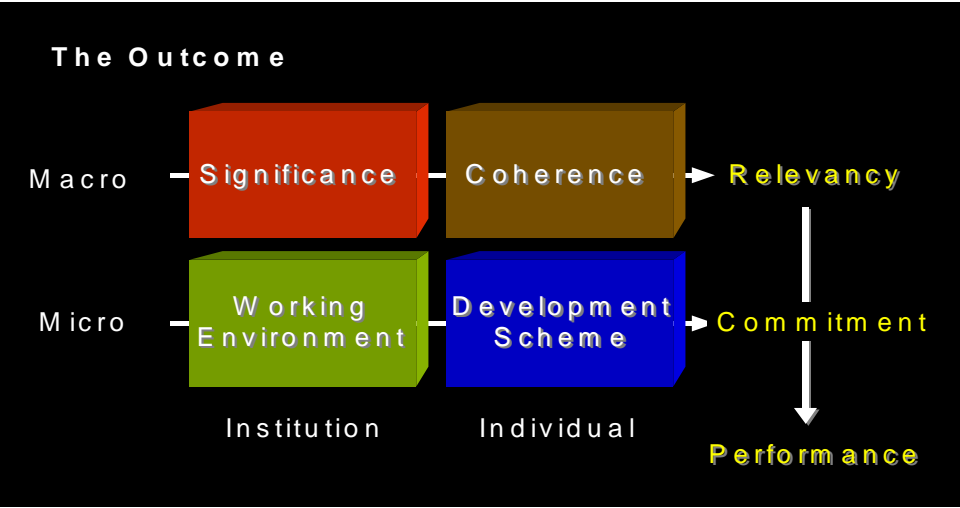 The Outcome
Macro
Significance
Coherence
Relevancy
Micro
Working
Environment
Development
Scheme
Commitment
Institution
Individual
Performance